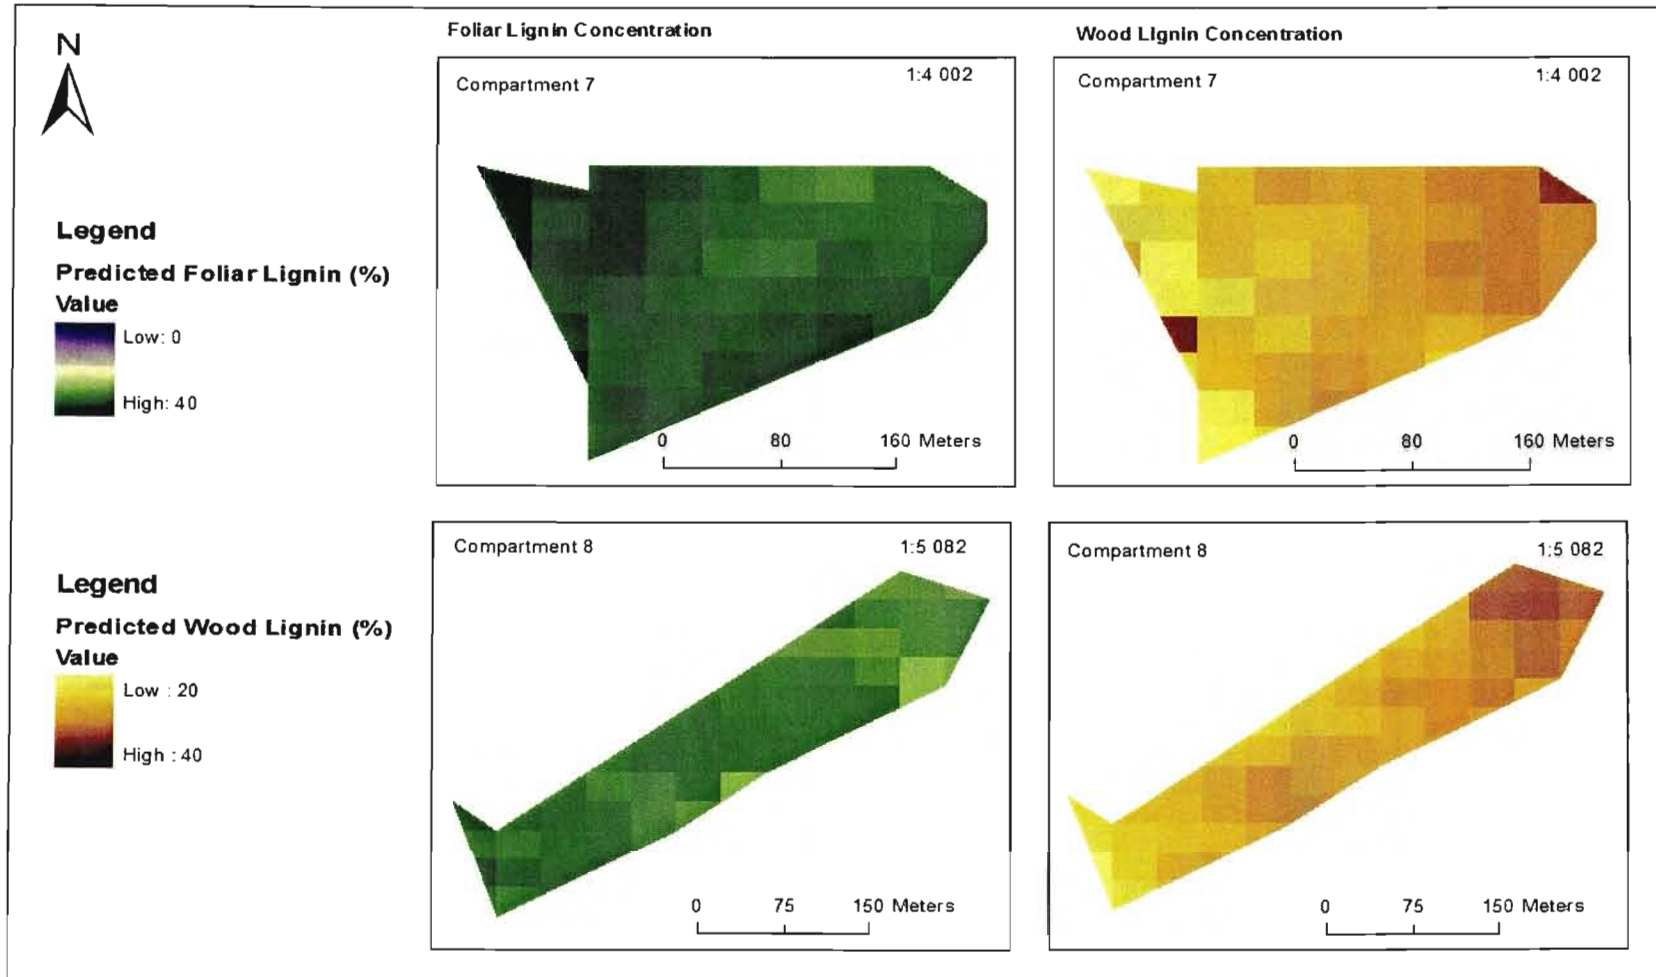 N
Foliar Lignin Concentration
Wood Lignin Concentration
Compartment 7
1:4 002
0 80 160 Meters
Compartment 7
1:4 002
0 80 160 Meters
Legend
Predicted Foliar Lignin (%)
Value
Low: 0
High: 40
Compartment 8
1:5 082
0 75 150 Meters
Compartment 8
1:5 082
0 75 150 Meters
Legend
Predicted Wood Lignin (%)
Value
Low : 20
High : 40